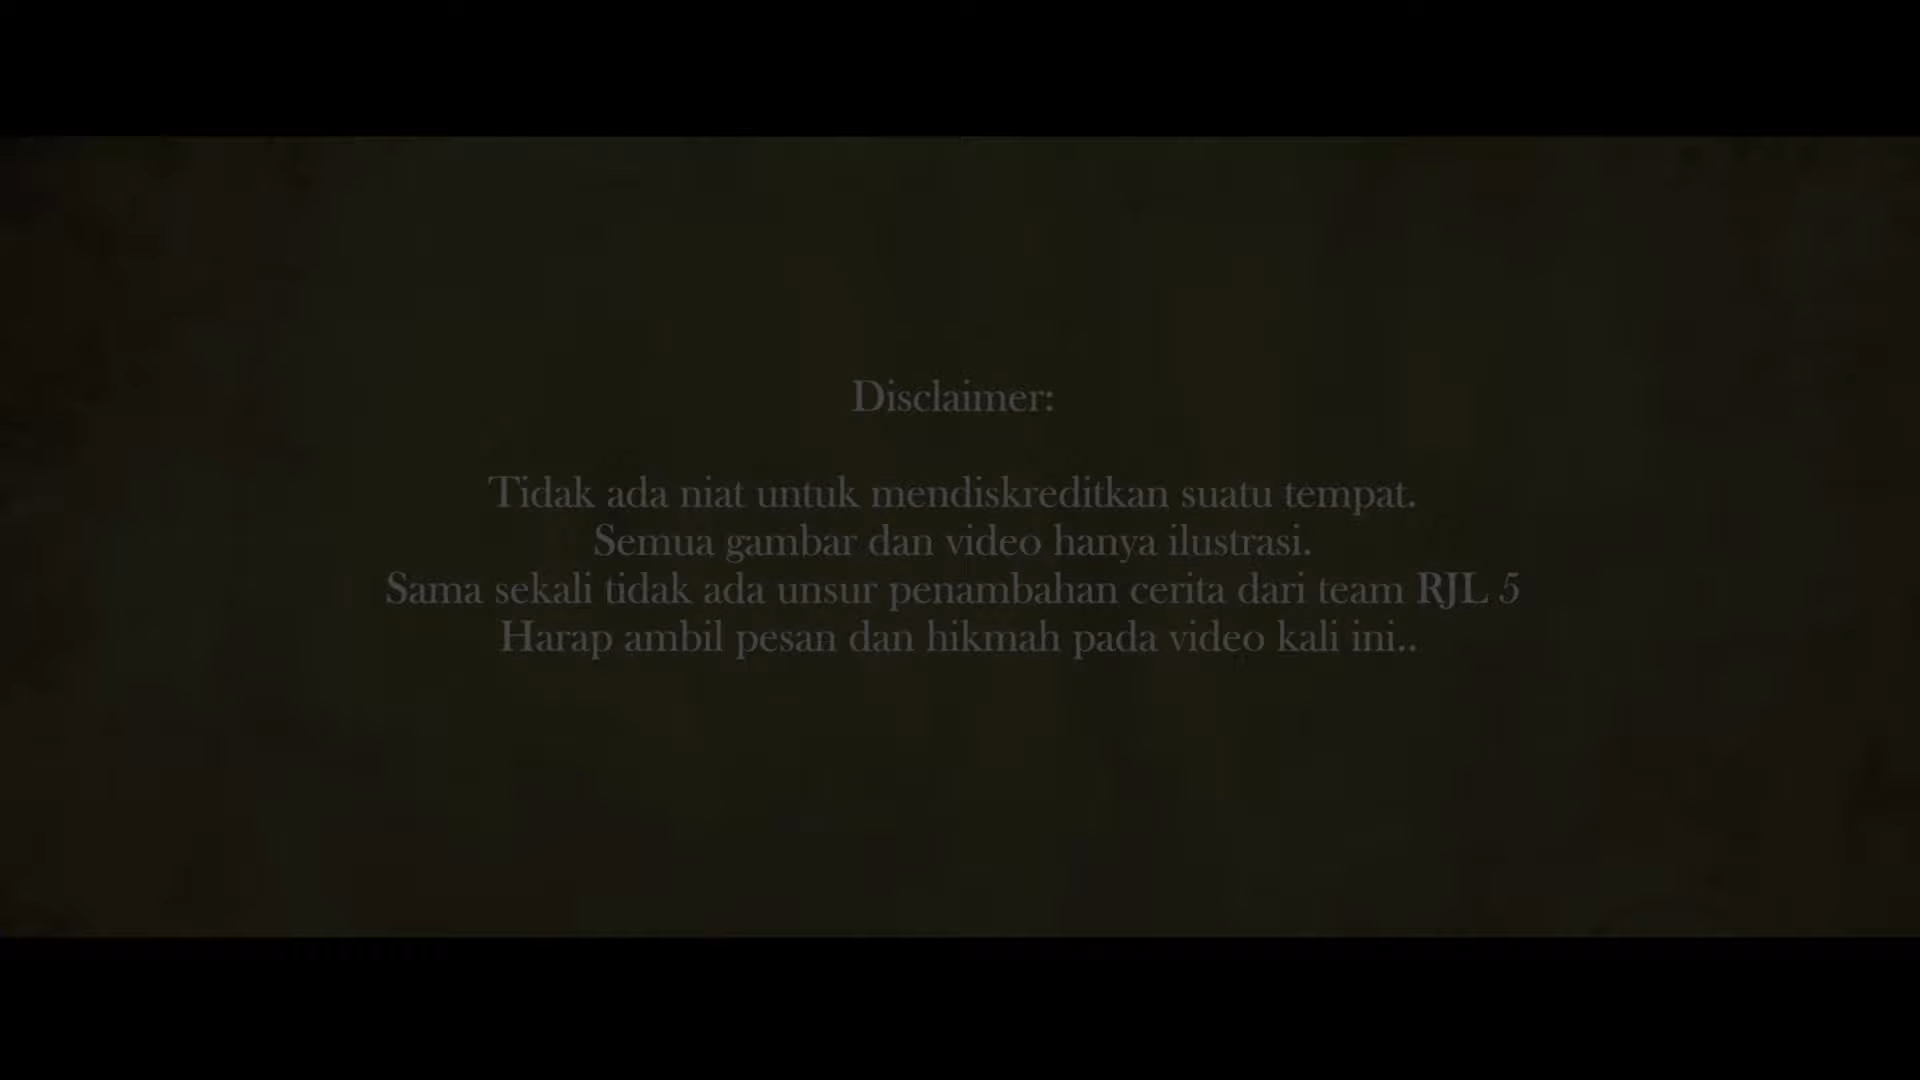 Disclaimer:
Tidak ada niat untuk mendiskreditkan suatu tempat.
Semua gambar dan video hanya ilustrasi.
Sama sekali tidak ada unsur penambahan cerita dari team RJL 5
Harap ambil pesan dan hikmah pada video kali ini..